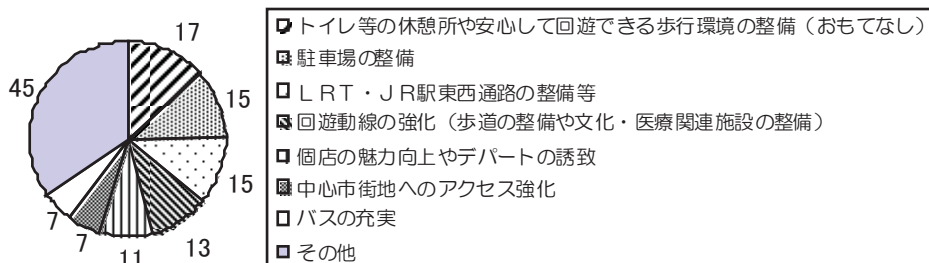 17
15
15
13
11
7
7
45
トイレ等の休憩所や安心して回遊できる歩行環境の整備（おもてなし）
駐車場の整備
ＬＲＴ・ＪＲ駅東西通路の整備等
回遊動線の強化（歩道の整備や文化・医療関連施設の整備）
個店の魅力向上やデパートの誘致
中心市街地へのアクセス強化
バスの充実
その他